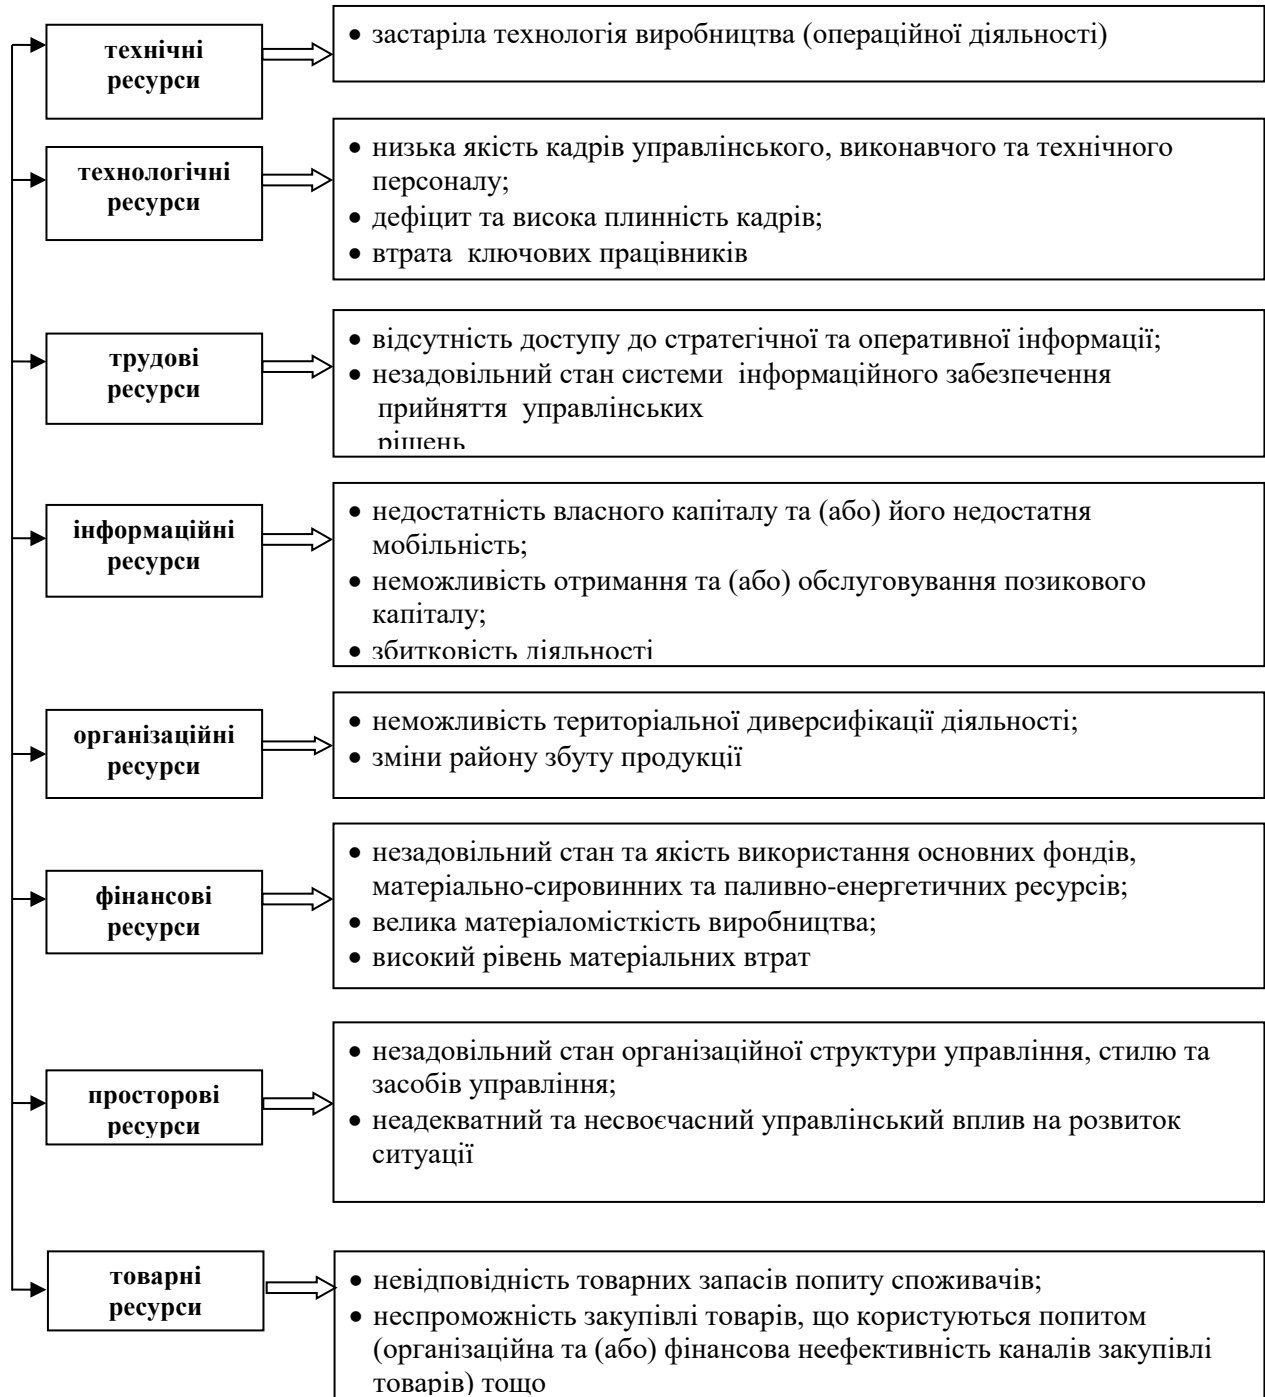 технічні
ресурси
• застаріла технологія виробництва (операційної діяльності)
технологічні
ресурси
• низька якість кадрів управлінського, виконавчого та технічного
персоналу;
• дефіцит та висока плинність кадрів;
• втрата ключових працівників
трудові
ресурси
• відсутність доступу до стратегічної та оперативної інформації;
• незадовільний стан системи інформаційного забезпечення
прийняття управлінських
рішень
інформаційні
ресурси
• недостатність власного капіталу та (або) його недостатня
мобільність;
• неможливість отримання та (або) обслуговування позикового
капіталу;
• збитковість діяльності
організаційні
ресурси
• неможливість територіальної диверсифікації діяльності;
• зміни району збуту продукції
фінансові
ресурси
• незадовільний стан та якість використання основних фондів,
матеріально-сировинних та паливно-енергетичних ресурсів;
• велика матеріаломісткість виробництва;
• високий рівень матеріальних втрат
просторові
ресурси
• незадовільний стан організаційної структури управління, стилю та
засобів управління;
• неадекватний та несвоєчасний управлінський вплив на розвиток
ситуації
товарні
ресурси
• невідповідність товарних запасів попиту споживачів;
• неспроможність закупівлі товарів, що користуються попитом
(організаційна та (або) фінансова неефективність каналів закупівлі
товарів) тощо